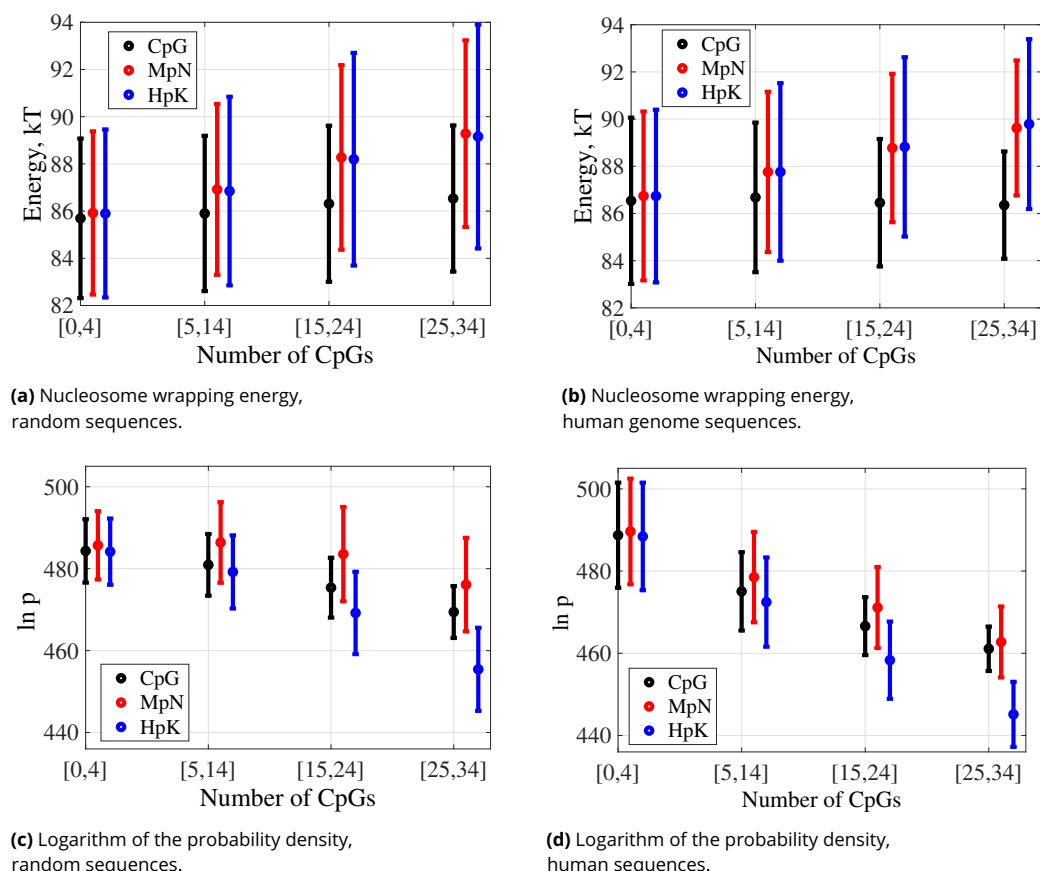 94
92
90
88
86
84
82
Energy, kT
CpG
MpN
HpK
[0,4]
[5,14]
[15,24]
[25,34]
Number of CpGs
(a) Nucleosome wrapping energy,
random sequences.
94
92
90
88
86
84
82
Energy, kT
CpG
MpN
HpK
[0,4]
[5,14]
[15,24]
[25,34]
Number of CpGs
(b) Nucleosome wrapping energy,
human genome sequences.
500
480
460
440
ln p
CpG
MpN
HpK
[0,4]
[5,14]
[15,24]
[25,34]
Number of CpGs
(c) Logarithm of the probability density,
random sequences.
500
480
460
440
ln p
CpG
MpN
HpK
[0,4]
[5,14]
[15,24]
[25,34]
Number of CpGs
(d) Logarithm of the probability density,
human sequences.